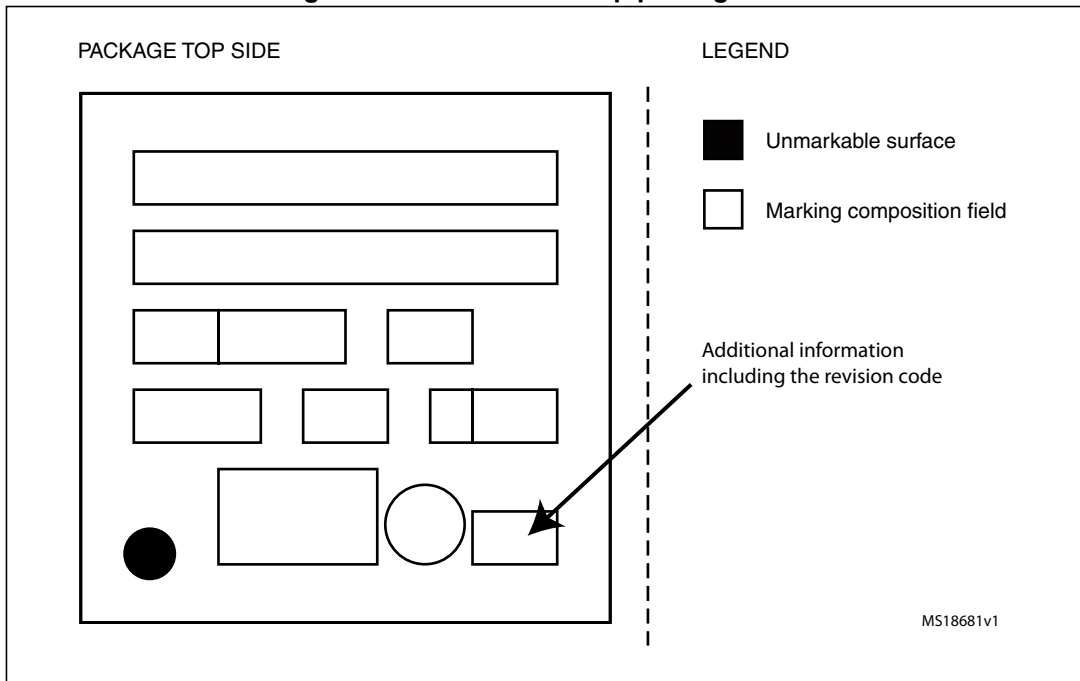 PACKAGE TOP SIDE
LEGEND
Unmarkable surface
Marking composition field
Additional information
including the revision code
MS18681v1